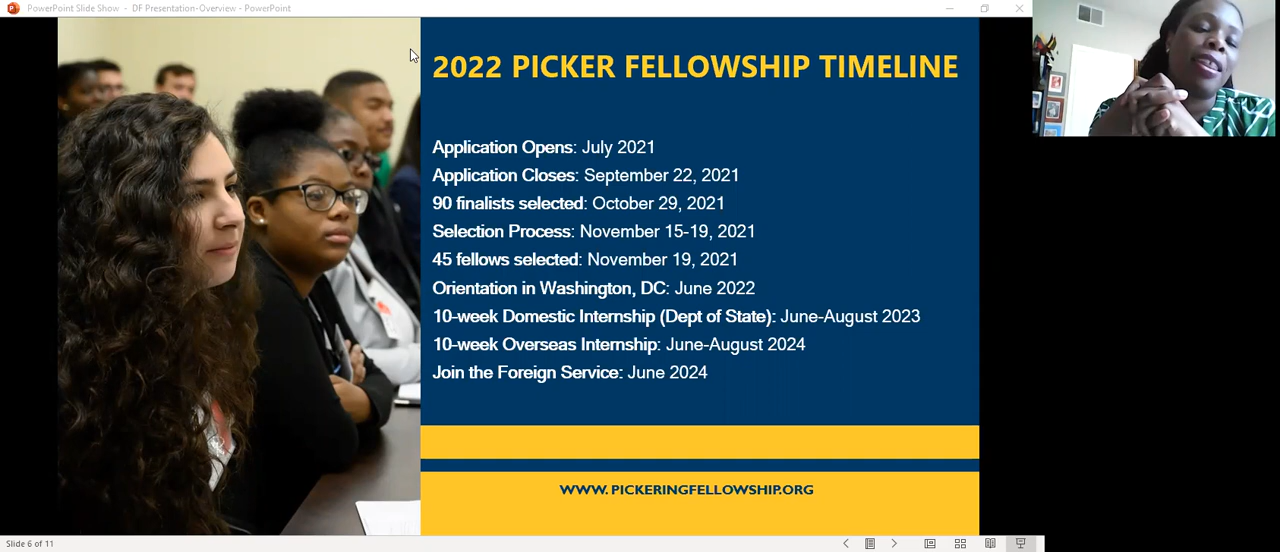 PowerPoint Slide Show - DF Presentation-Overview - PowerPoint
2022 PICKER FELLOWSHIP TIMELINE
Application Opens: July 2021
Application Closes: September 22, 2021
90 finalists selected: October 29, 2021
Selection Process: November 15-19, 2021
45 fellows selected: November 19, 2021
Orientation in Washington, DC: June 2022
10-week Domestic Internship (Dept of State): June-August 2023
10-week Overseas Internship: June-August 2024
Join the Foreign Service: June 2024
WWW. PICKERINGFELLOWSHIP.ORG
Slide 6 of 11